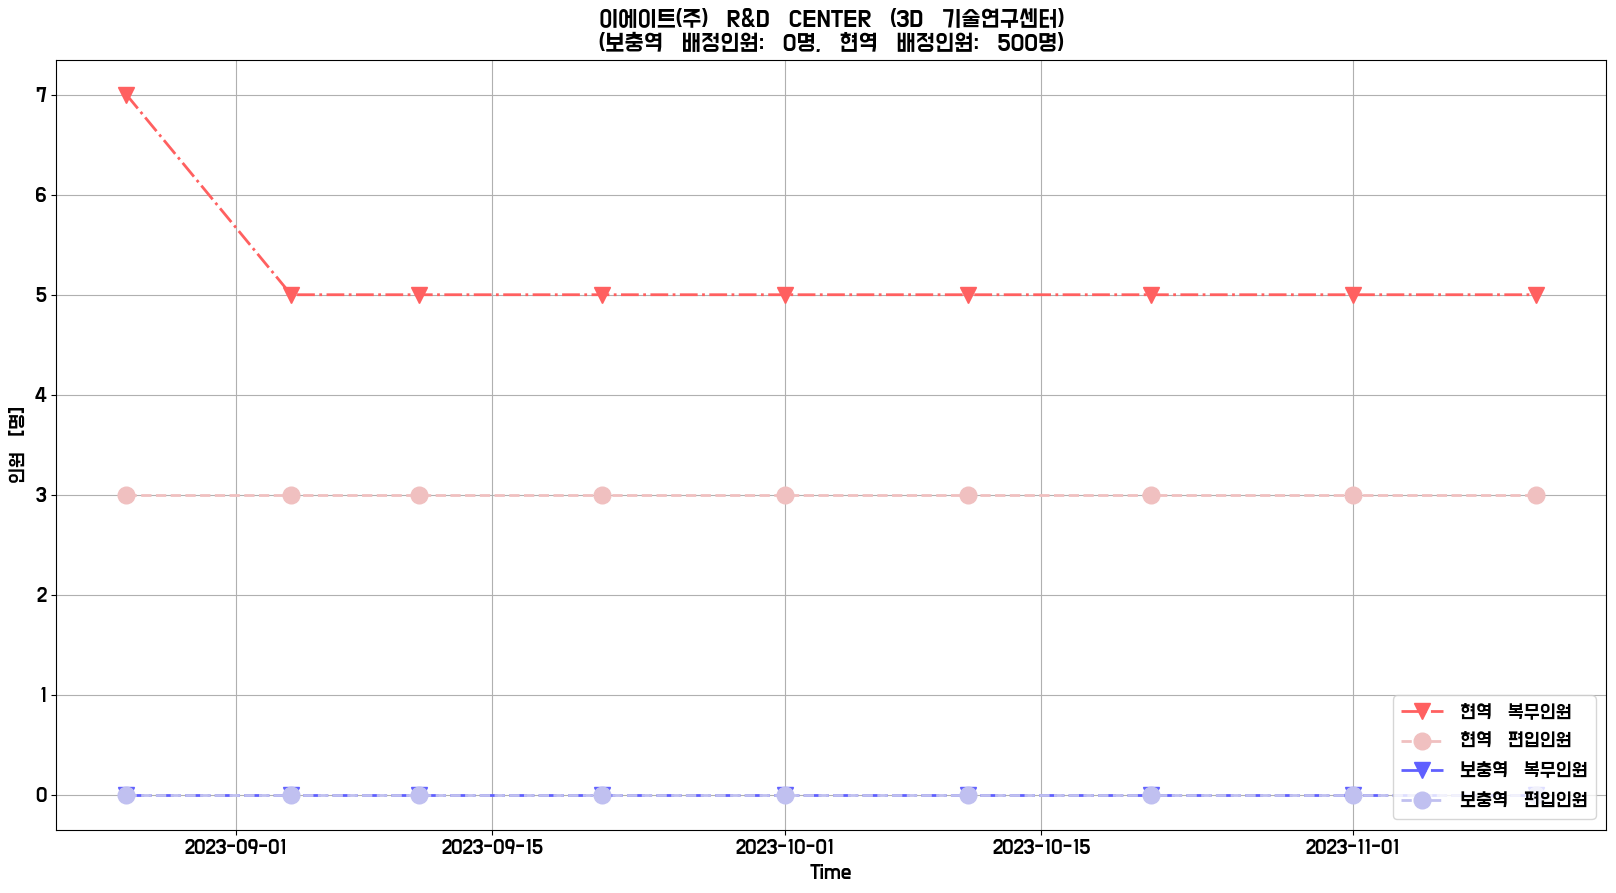 이에이트(주) R&D CENTER (3D 기술연구센터)
(보충역 배정인원: 0명, 현역 배정인원: 500명)
7
6
5
4
3
2
1
0
인원 [명]
현역 복무인원
현역 편입인원
보충역 복무인원
보충역 편입인원
2023-09-01
2023-09-15
2023-10-01
2023-10-15
2023-11-01
Time